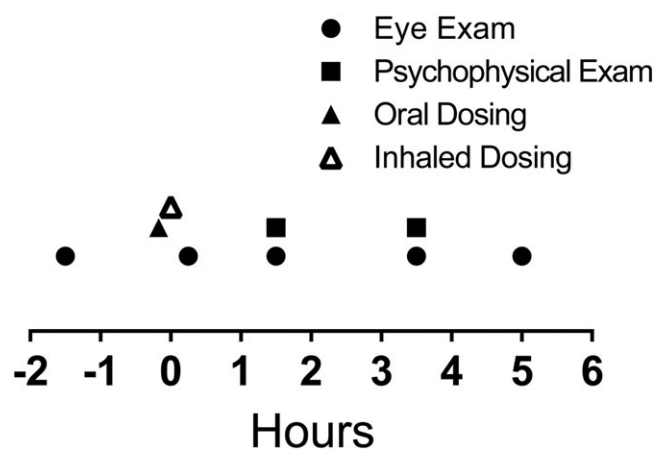 Eye Exam
Psychophysical Exam
Oral Dosing
Inhaled Dosing
-2 -1 0 1 2 3 4 5 6
Hours